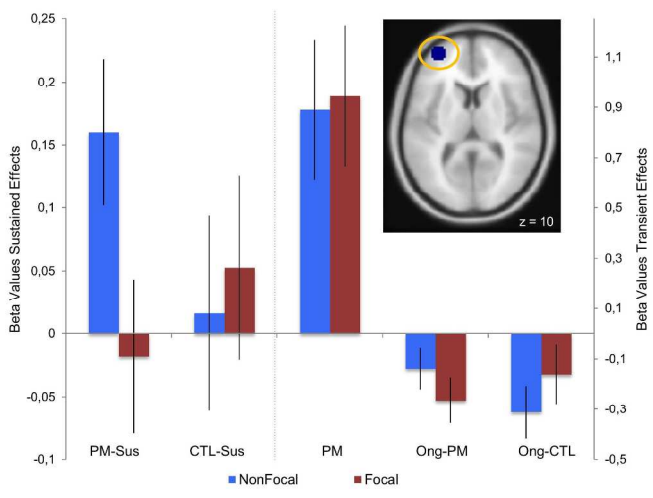 Beta Values Sustained Effects
0,25
0,2
0,15
0,1
0,05
0
-0,05
-0,1
PM-Sus
CTL-Sus
PM
Ong-PM
Ong-CTL
z = 10
1,1
0,9
0,7
0,5
0,3
0,1
-0,1
-0,3
-0,5
Beta Values Transient Effects
NonFocal
Focal